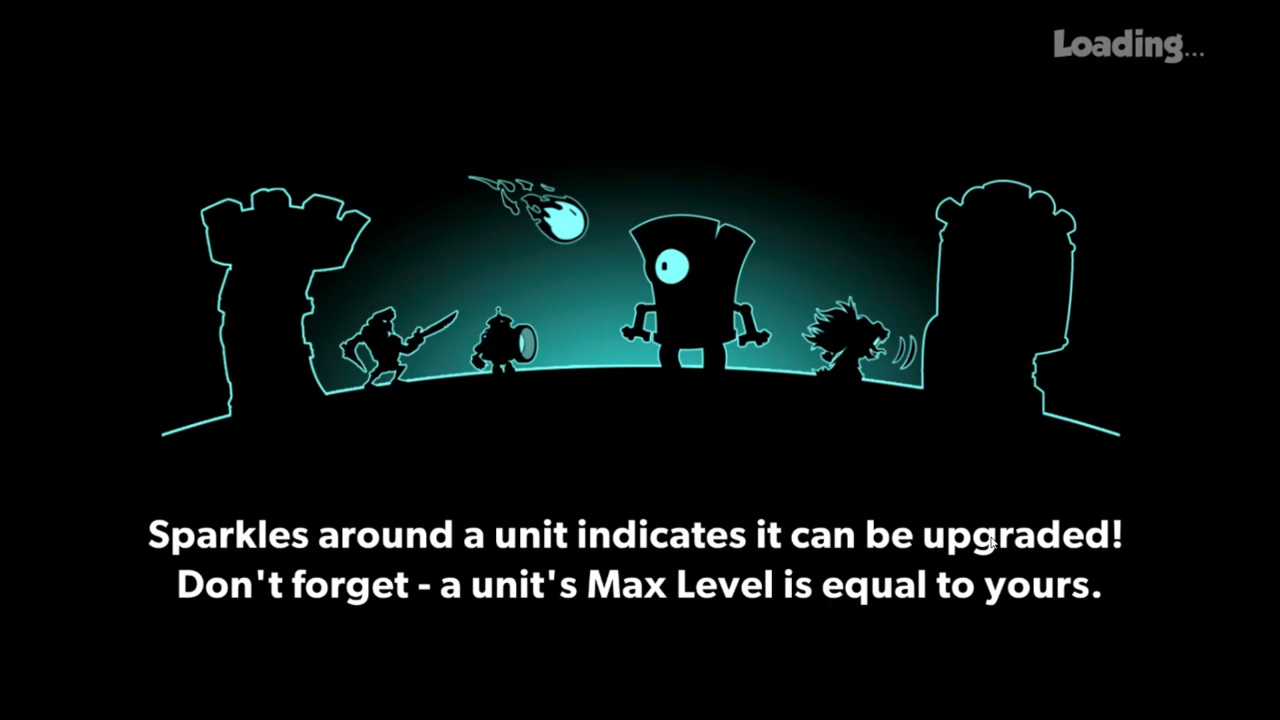 Loading...
Sparkles around a unit indicates it can be upgraded!
Don't forget - a unit's Max Level is equal to yours.